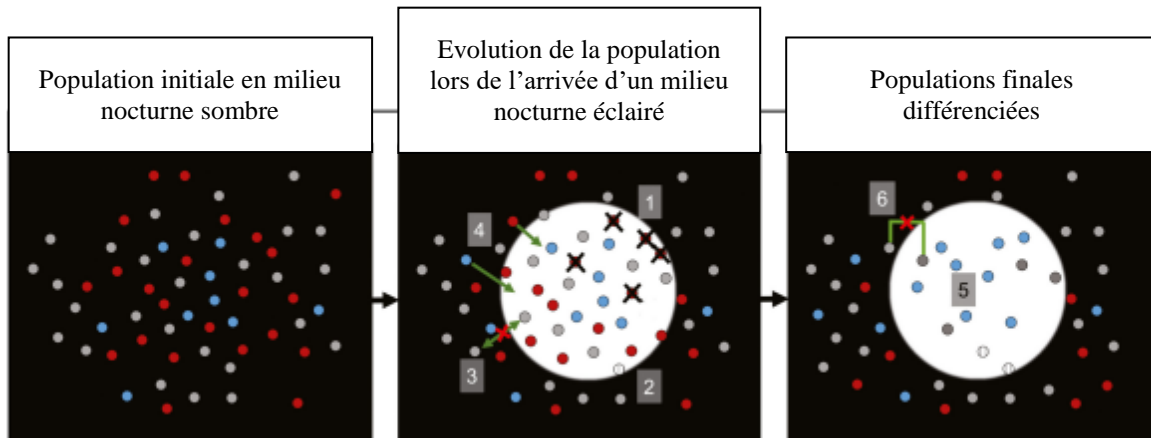 Population initiale en milieu
nocturne sombre
Evolution de la population
lors de l'arrivée d'un milieu
nocturne éclairé
Populations finales
différenciées
1
4
3
2
6
5